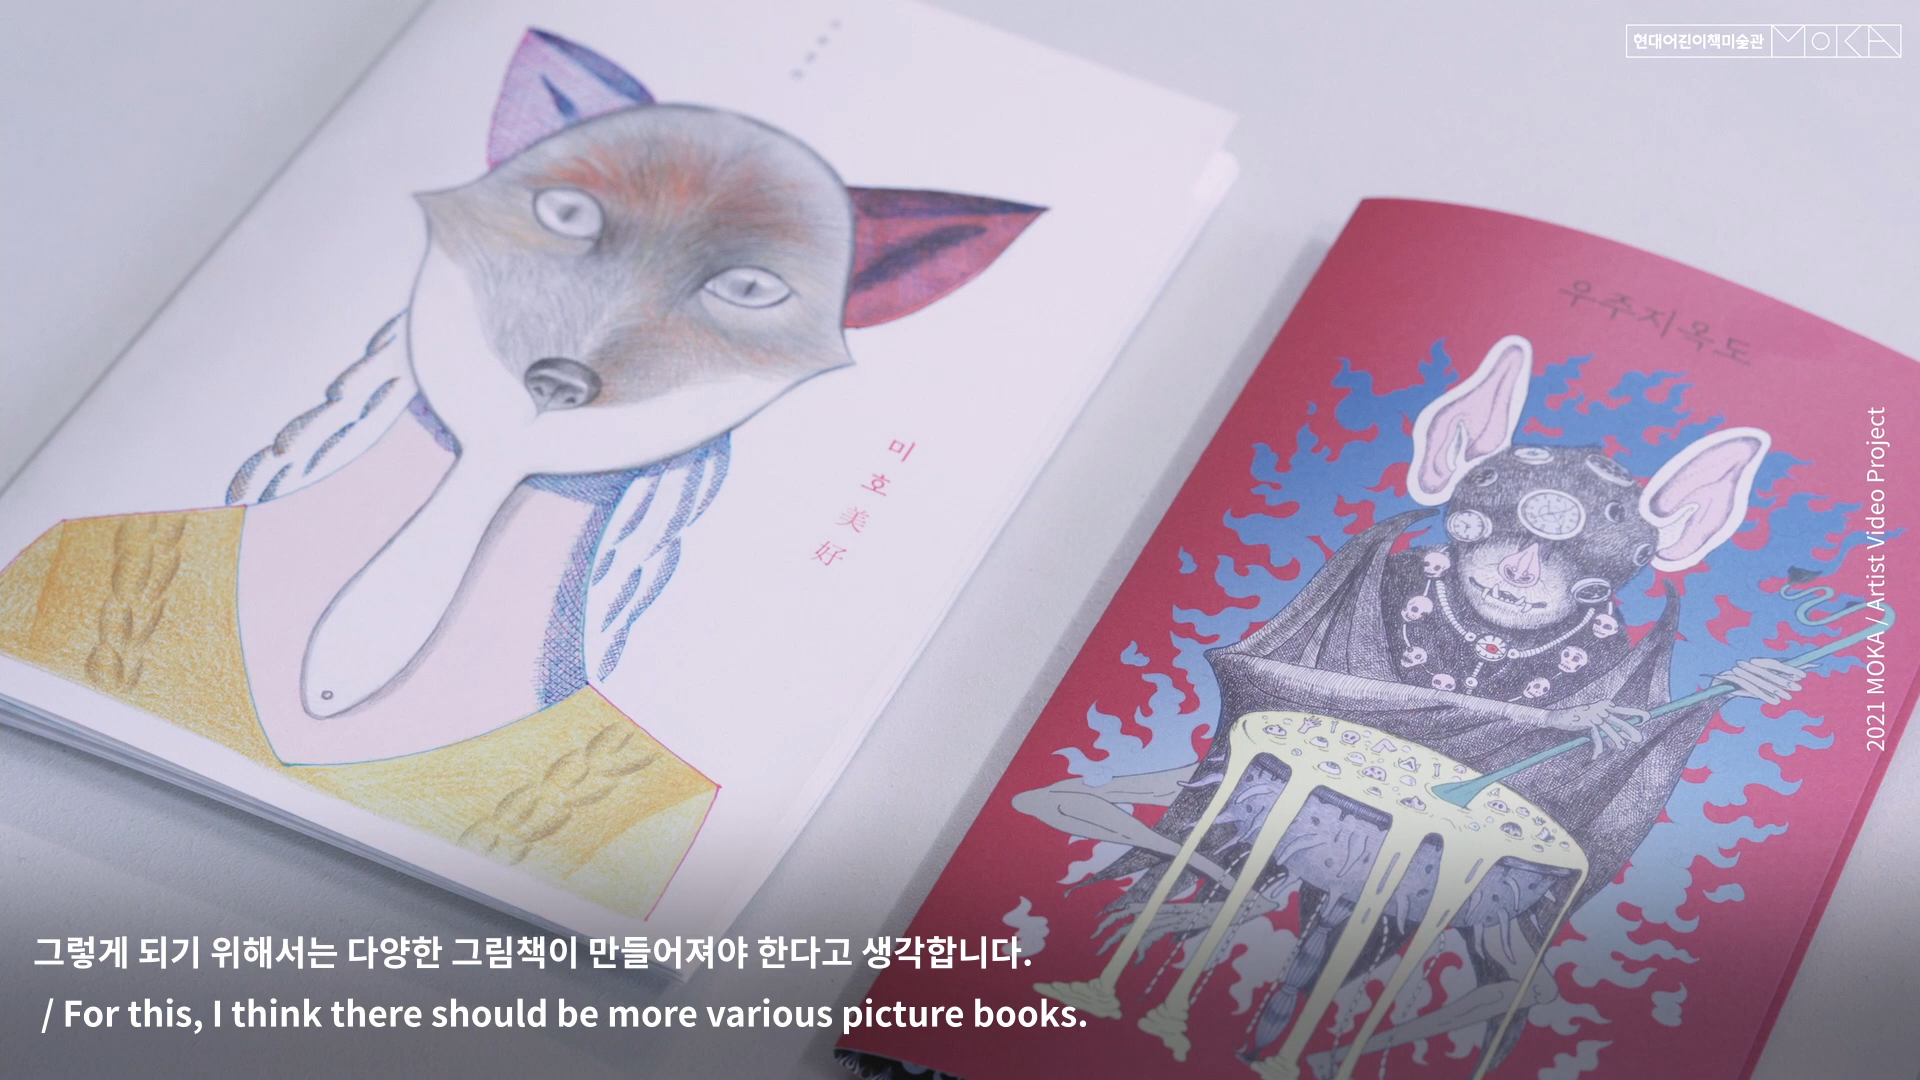 현대어린이책미술관 MOKA
미호美好
우주지옥도
2021 MOKA / Artist Video Project
그렇게 되기 위해서는 다양한 그림책이 만들어져야 한다고 생각합니다.
/ For this, I think there should be more various picture books.